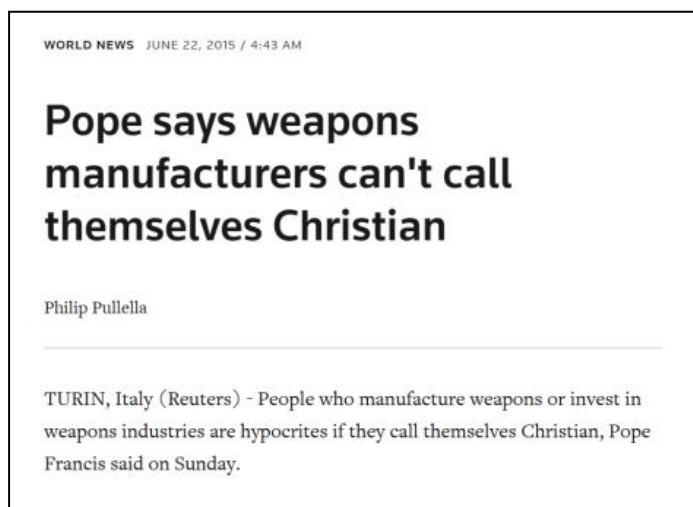 WORLD NEWS JUNE 22, 2015 / 4:43 AM
Pope says weapons
manufacturers can't call
themselves Christian
Philip Pullella
TURIN, Italy (Reuters) - People who manufacture weapons or invest in
weapons industries are hypocrites if they call themselves Christian, Pope
Francis said on Sunday.